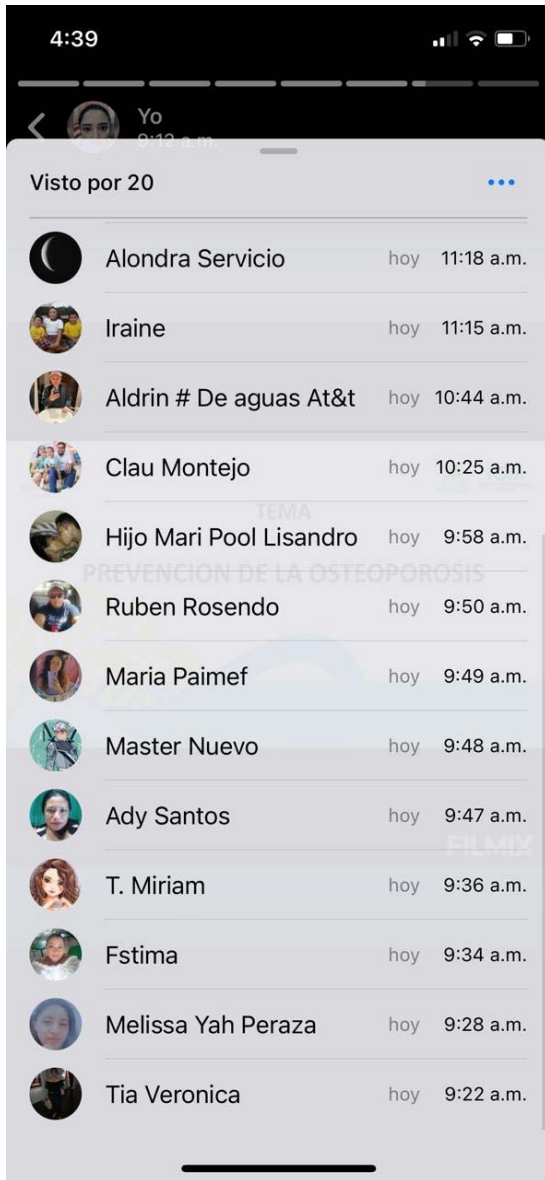 4:39
Yo
9:12 a.m.
Visto por 20
Alondra Servicio hoy 11:18 a.m.
Iraine hoy 11:15 a.m.
Aldrin # De aguas At&t hoy 10:44 a.m.
Clau Montejo hoy 10:25 a.m.
TEMA
Hijo Mari Pool Lisandro hoy 9:58 a.m.
PREVENCION DE LA OSTEOPOROSIS
Ruben Rosendo hoy 9:50 a.m.
Maria Paimef hoy 9:49 a.m.
Master Nuevo hoy 9:48 a.m.
Ady Santos hoy 9:47 a.m.
FILMIX
T. Miriam hoy 9:36 a.m.
Fstima hoy 9:34 a.m.
Melissa Yah Peraza hoy 9:28 a.m.
Tia Veronica hoy 9:22 a.m.